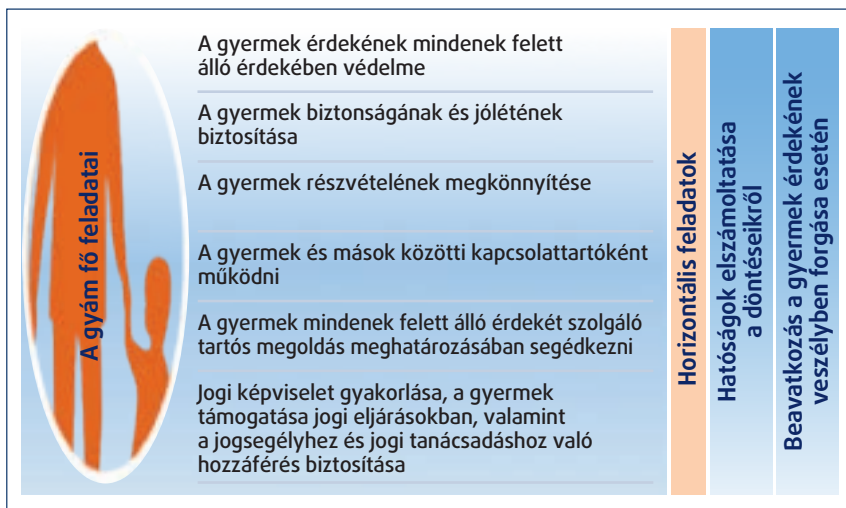 A gyám fő feladatai
A gyermek érdekének mindenek felett
álló érdekében védelme
A gyermek biztonságának és jólétének
biztosítása
A gyermek részvételének megkönnyítése
A gyermek és mások közötti kapcsolattartóként
működni
A gyermek mindenek felett álló érdekét szolgáló
tartós megoldás meghatározásában segédkezni
Jogi képviselet gyakorlása, a gyermek
támogatása jogi eljárásokban, valamint
a jogsegélyhez és jogi tanácsadáshoz való
hozzáférés biztosítása
Horizontális feladatok
Hatóságok elszámoltatása
a döntéseikről
Beavatkozás a gyermek érdekének
veszélyben forgása esetén